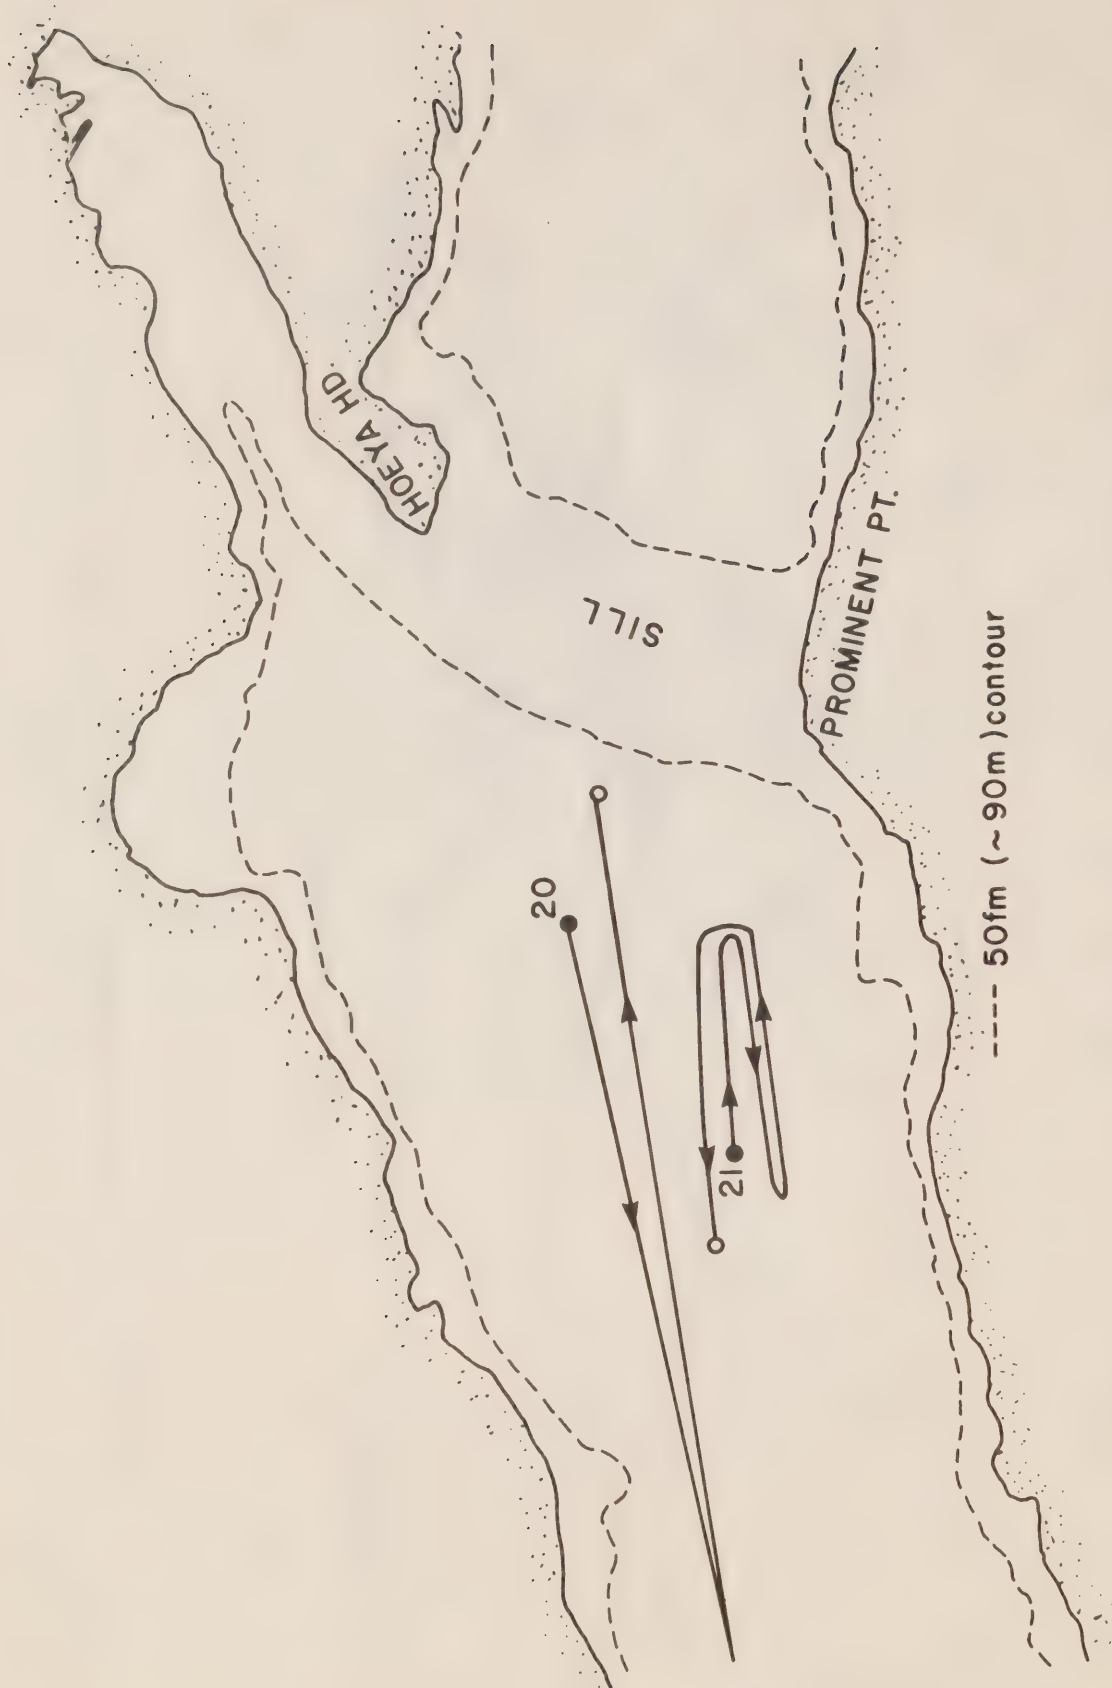 HOEYA HD
SILL
PROMINENT PT.
20
21
---- 50fm (~90m) contour